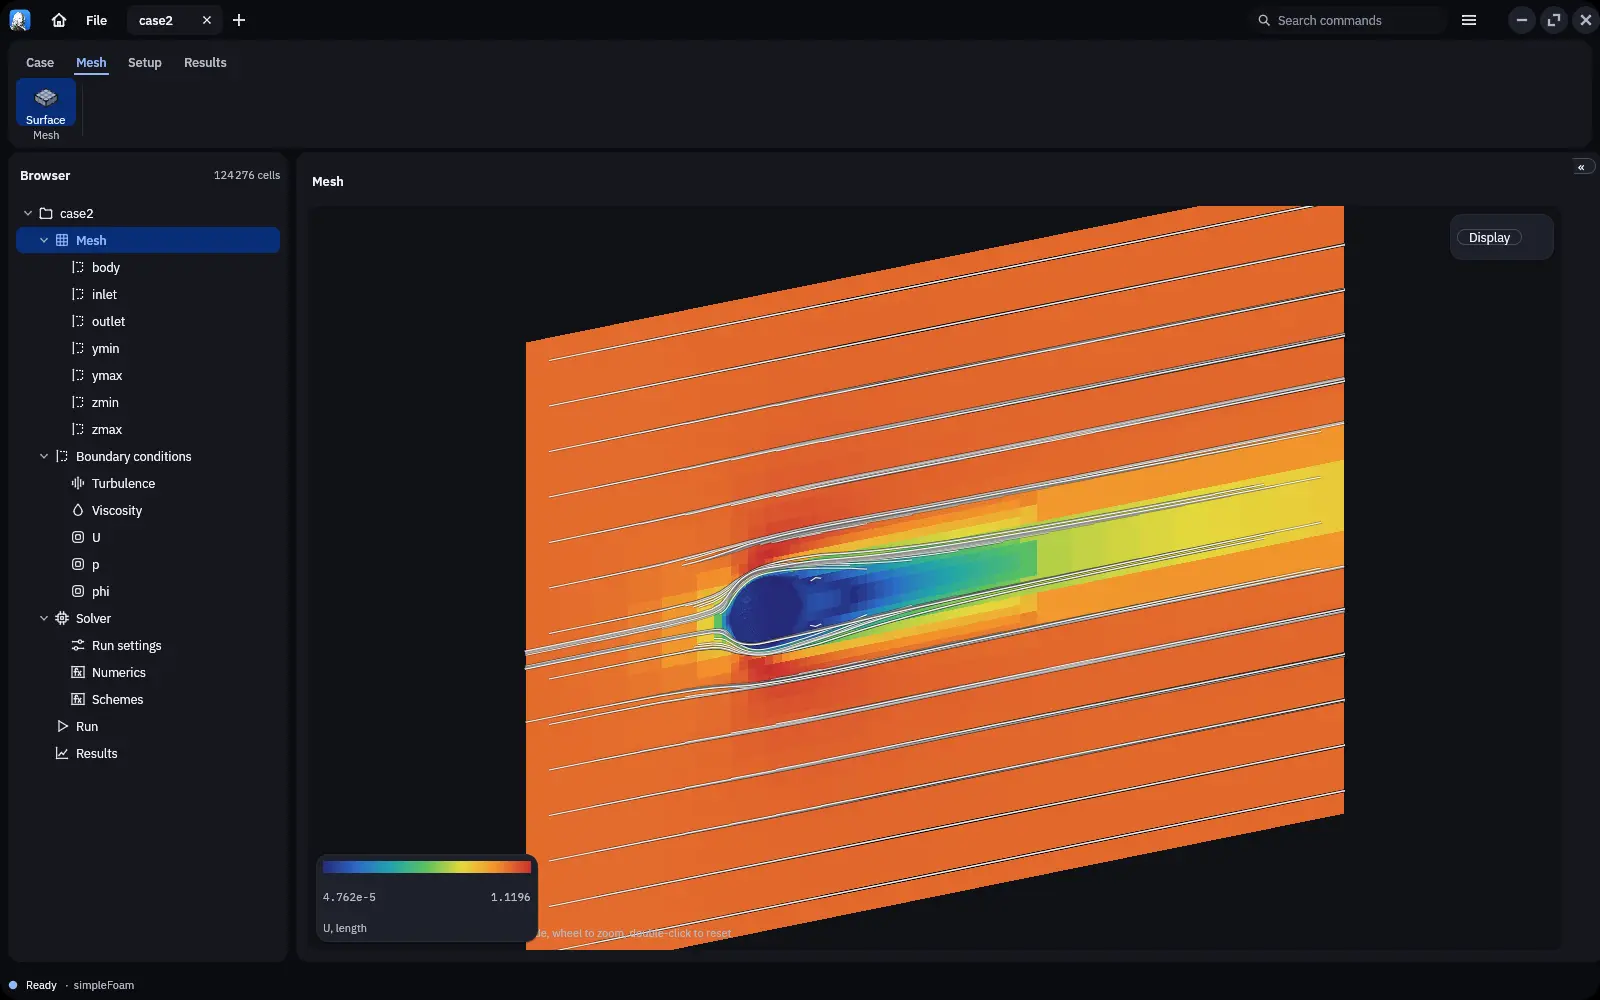 File
case2
Search commands
Case
Mesh
Setup
Results
Surface
Mesh
Browser
124276 cells
case2
Mesh
body
inlet
outlet
ymin
ymax
zmin
zmax
Boundary conditions
Turbulence
Viscosity
U
p
phi
Solver
Run settings
Numerics
Schemes
Run
Results
Mesh
«
Display
4.762e-5
1.1196
U, length
de, wheel to zoom, double-click to reset
Ready · simpleFoam